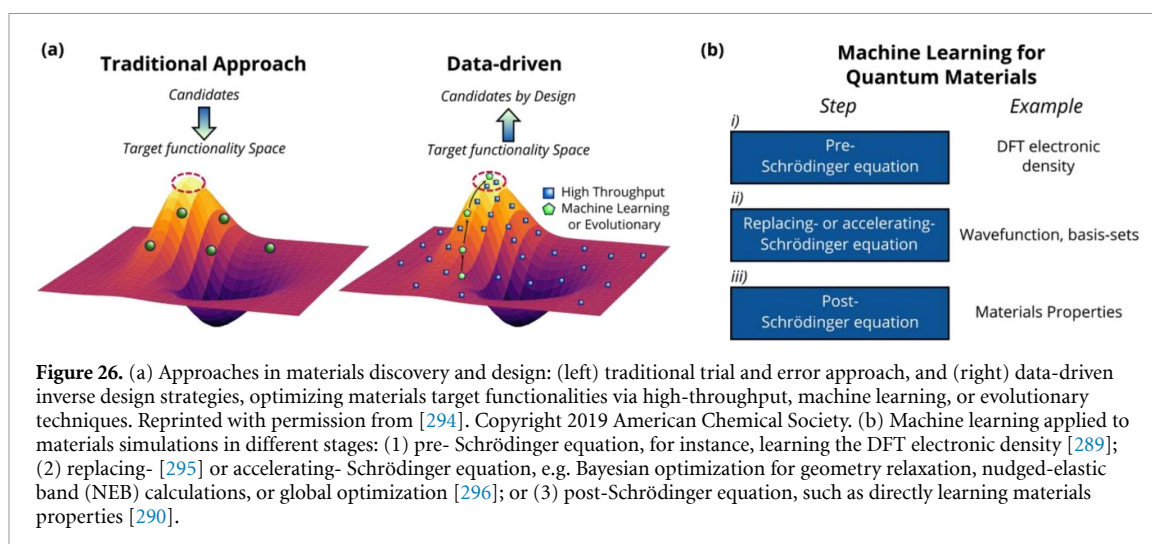 (a)
Traditional Approach
Candidates
Target functionality Space
Data-driven
Candidates by Design
Target functionality Space
High Throughput
Machine Learning
or Evolutionary
(b)
Machine Learning for
Quantum Materials
Step
Example
i)
Pre-
Schrödinger equation
DFT electronic
density
ii)
Replacing- or accelerating-
Schrödinger equation
Wavefunction, basis-sets
iii)
Post-
Schrödinger equation
Materials Properties
Figure 26. (a) Approaches in materials discovery and design: (left) traditional trial and error approach, and (right) data-driven
inverse design strategies, optimizing materials target functionalities via high-throughput, machine learning, or evolutionary
techniques. Reprinted with permission from [294]. Copyright 2019 American Chemical Society. (b) Machine learning applied to
materials simulations in different stages: (1) pre- Schrödinger equation, for instance, learning the DFT electronic density [289];
(2) replacing- [295] or accelerating- Schrödinger equation, e.g. Bayesian optimization for geometry relaxation, nudged-elastic
band (NEB) calculations, or global optimization [296]; or (3) post-Schrödinger equation, such as directly learning materials
properties [290].